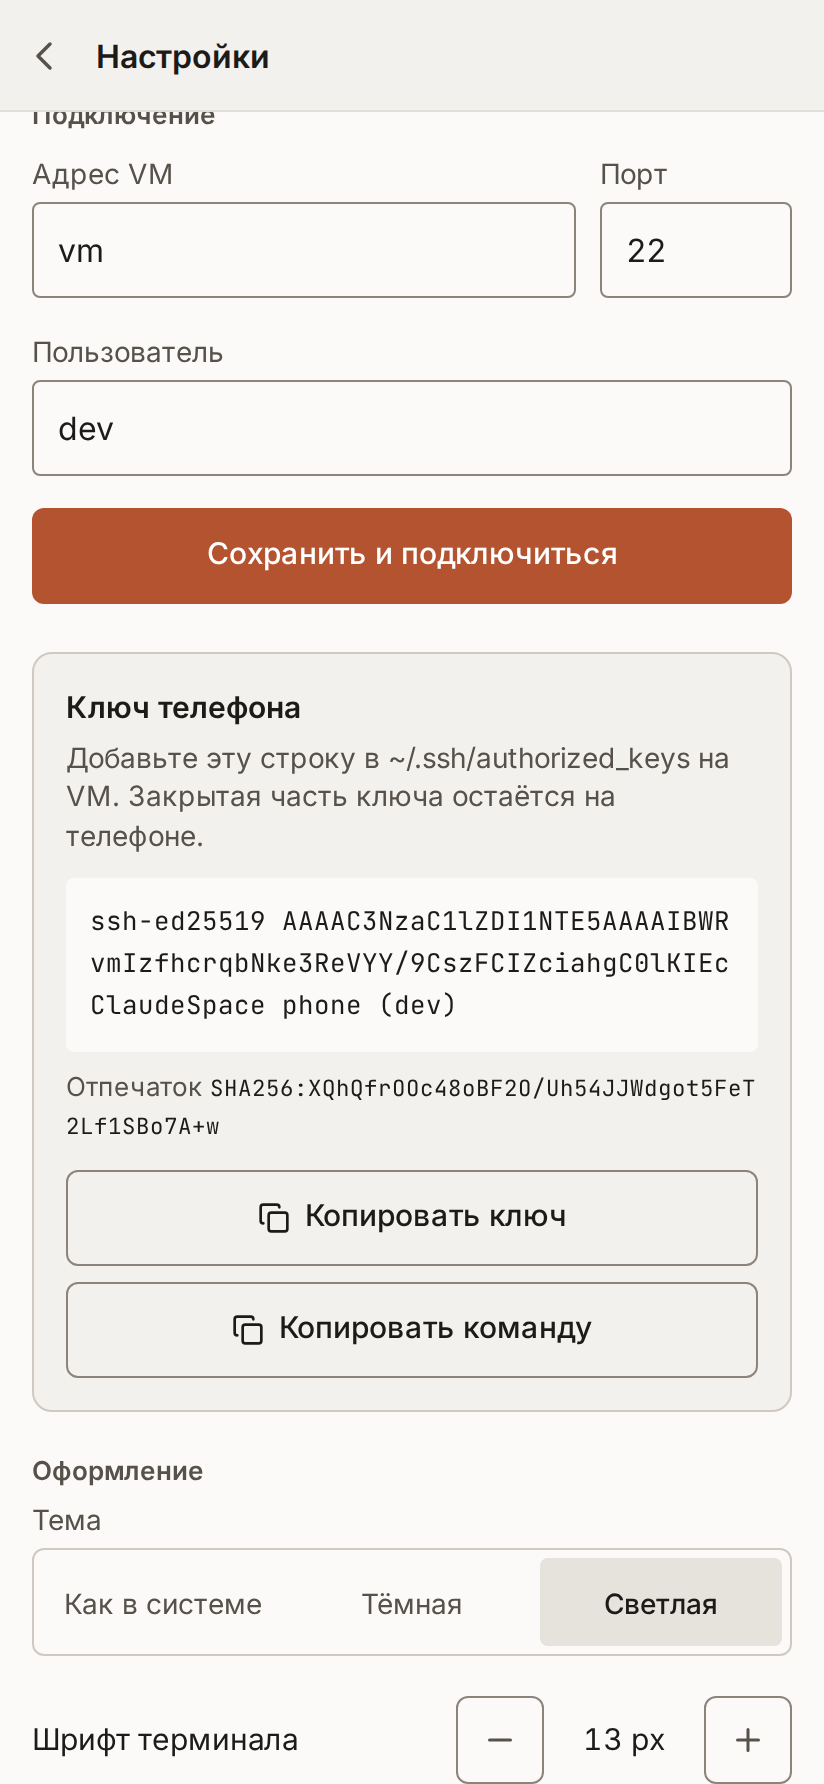 Настройки
Подключение
Адрес VM
Порт
vm
22
Пользователь
dev
Сохранить и подключиться
Ключ телефона
Добавьте эту строку в ~/.ssh/authorized_keys на
VM. Закрытая часть ключа остаётся на
телефоне.
ssh-ed25519 AAAAC3NzaC1lZDI1NTE5AAAAIBWR
vmIzfhcrqbNke3ReVYY/9CszFCIZciahgC0lKIEc
ClaudeSpace phone (dev)
Отпечаток SHA256:XQhQfrOOc48oBF2O/Uh54JJWdgot5FeT
2Lf1SBo7A+w
Копировать ключ
Копировать команду
Оформление
Тема
Как в системе
Тёмная
Светлая
Шрифт терминала
13 px